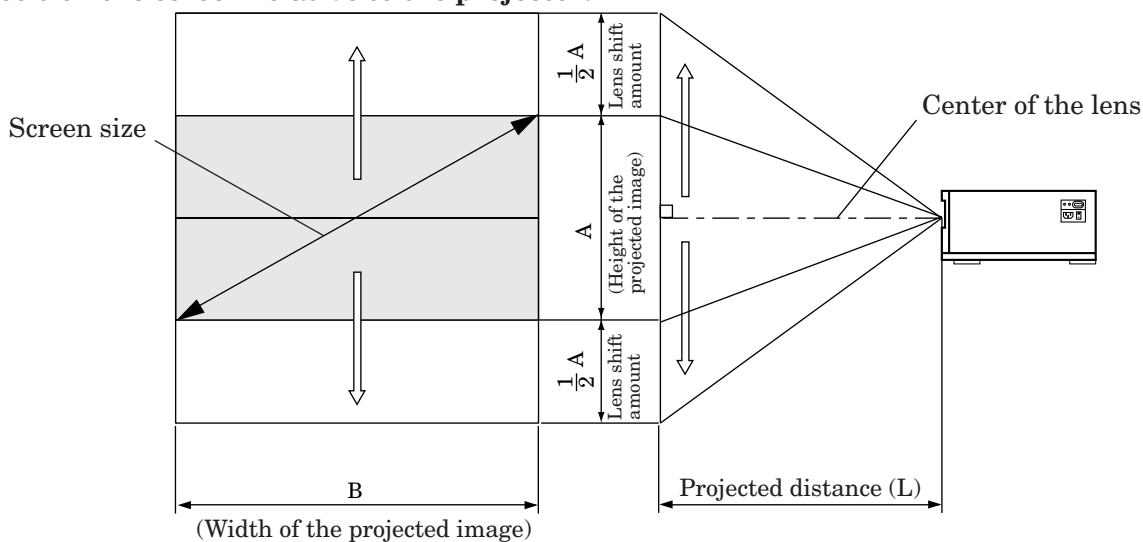 Screen size
1/2 A
Lens shift
amount
A
(Height of the
projected image)
1/2 A
Lens shift
amount
Center of the lens
B
(Width of the projected image)
Projected distance (L)